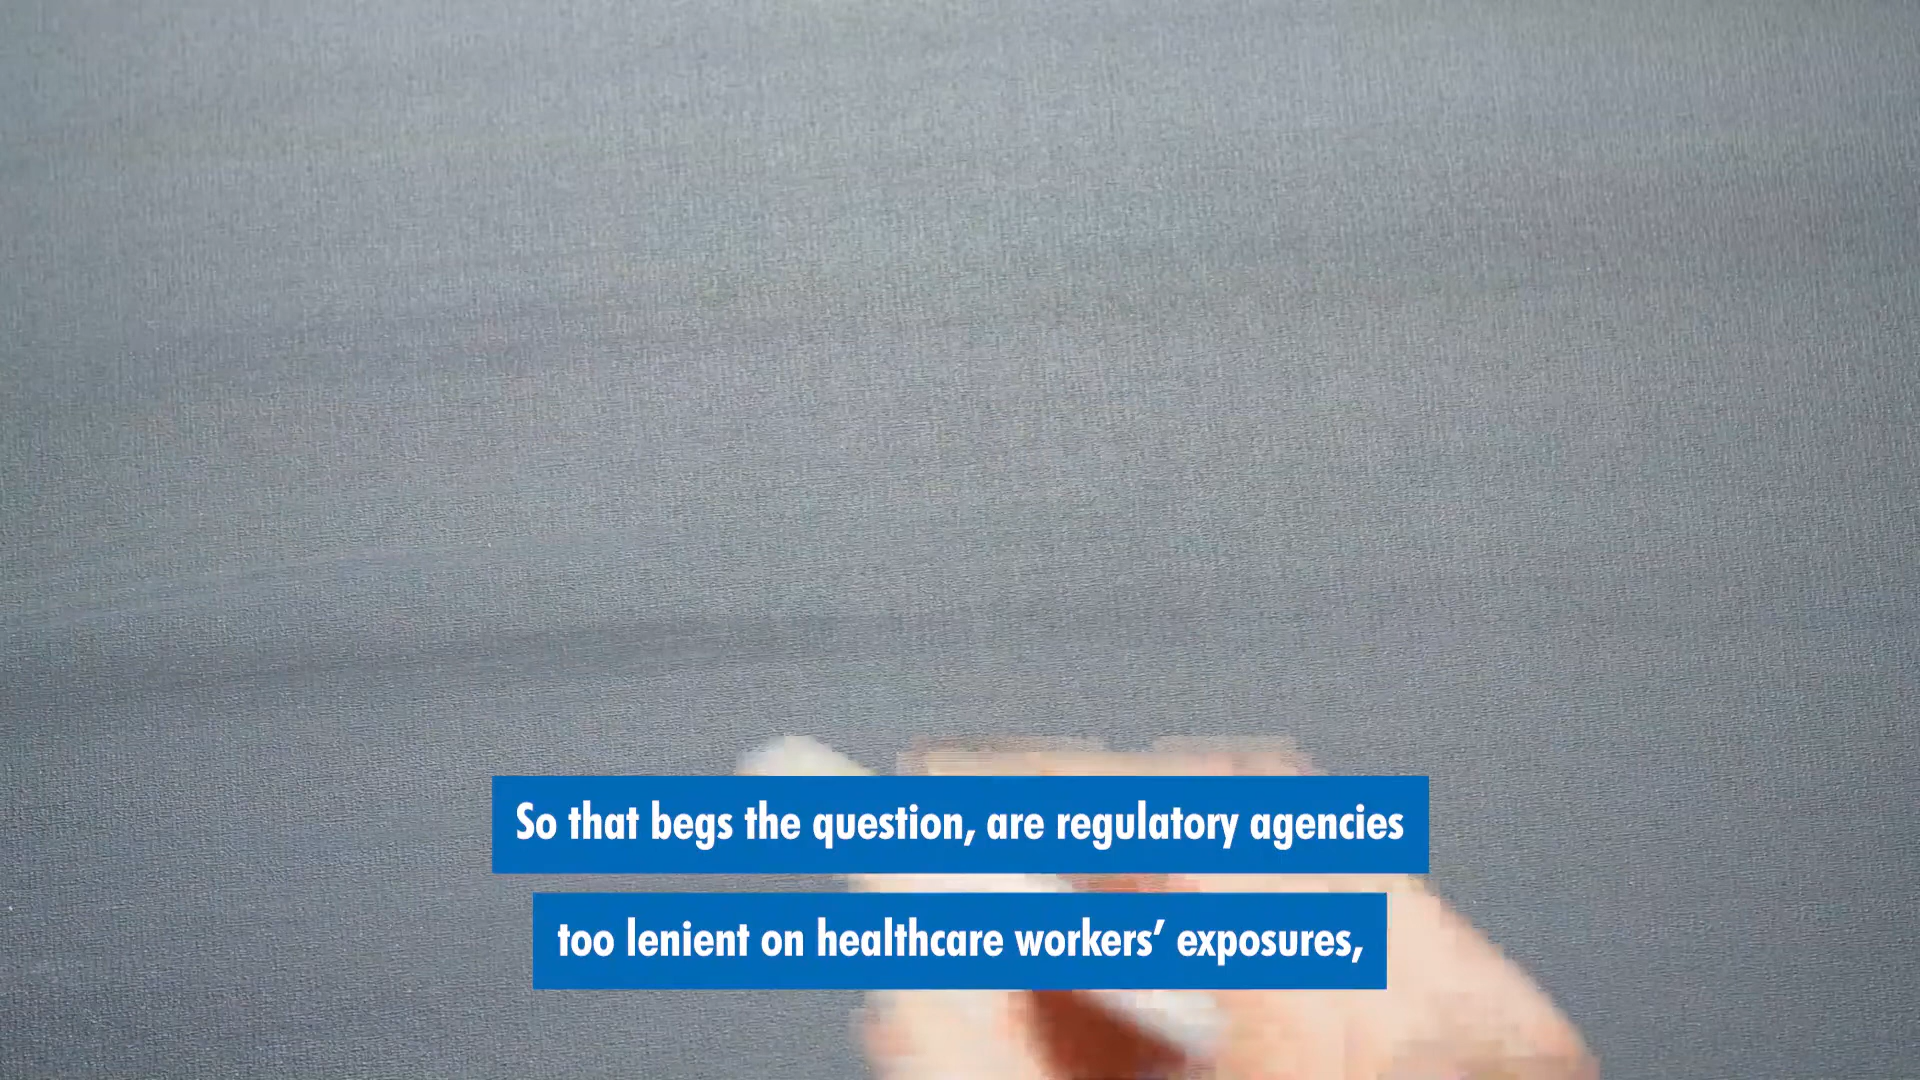 So that begs the question, are regulatory agencies
too lenient on healthcare workers’ exposures,